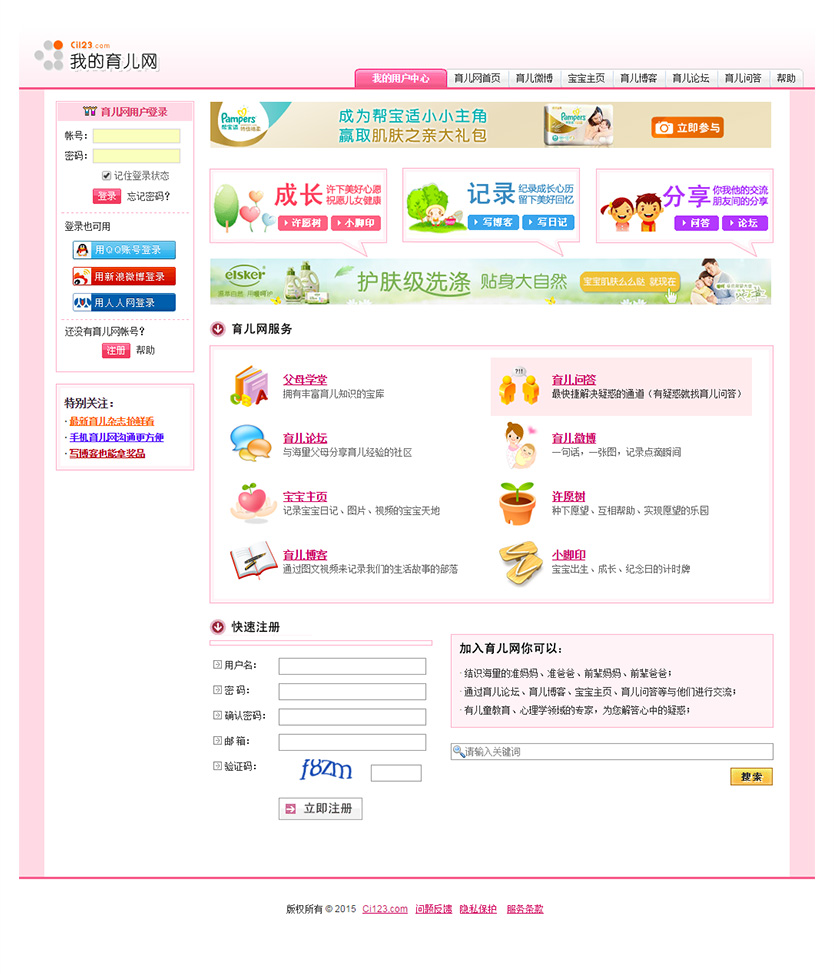 Ci123.com
我的育儿网
我的用户中心 育儿网首页 育儿微博 宝宝主页 育儿博客 育儿论坛 育儿问答 帮助
育儿网用户登录
帐号：
密码：
记住登录状态
登录 忘记密码？
登录也可用
用QQ账号登录
用新浪微博登录
用人人网登录
还没有育儿网帐号？
注册 帮助
特别关注：
· 最新育儿杂志抢鲜看
· 手机育儿网沟通更方便
· 写博客也能拿奖品
Pampers
帮宝适
成为帮宝适小小主角
赢取肌肤之亲大礼包
Pampers
立即参与
成长 许下美好心愿
祝愿儿女健康
许愿树 小脚印
记录 纪录成长心历
留下美好回忆
写博客 写日记
分享 你我他的交流
朋友间的分享
问答 论坛
elsker
护肤级洗涤 贴身大自然
宝宝肌肤么么哒 就现在
育儿网服务
父母学堂
拥有丰富育儿知识的宝库
?!!
育儿问答
最快捷解决疑惑的通道（有疑惑就找育儿问答）
育儿论坛
与海里父母分享育儿经验的社区
育儿微博
一句话，一张图，记录点滴瞬间
宝宝主页
记录宝宝日记、图片、视频的宝宝天地
许愿树
种下愿望、互相帮助、实现愿望的乐园
育儿博客
通过图文视频来记录我们的生活故事的部落
小脚印
宝宝出生、成长、纪念日的计时牌
快速注册
用户名：
密 码：
确认密码：
邮 箱：
验证码：
f8zm
立即注册
加入育儿网你可以：
· 结识海里的准妈妈、准爸爸、前辈妈妈、前辈爸爸；
· 通过育儿论坛、育儿博客、宝宝主页、育儿问答等与他们进行交流；
· 有儿童教育、心理学领域的专家，为您解答心中的疑惑；
请输入关键词
搜索
版权所有 © 2015 Ci123.com 问题反馈 隐私保护 服务条款